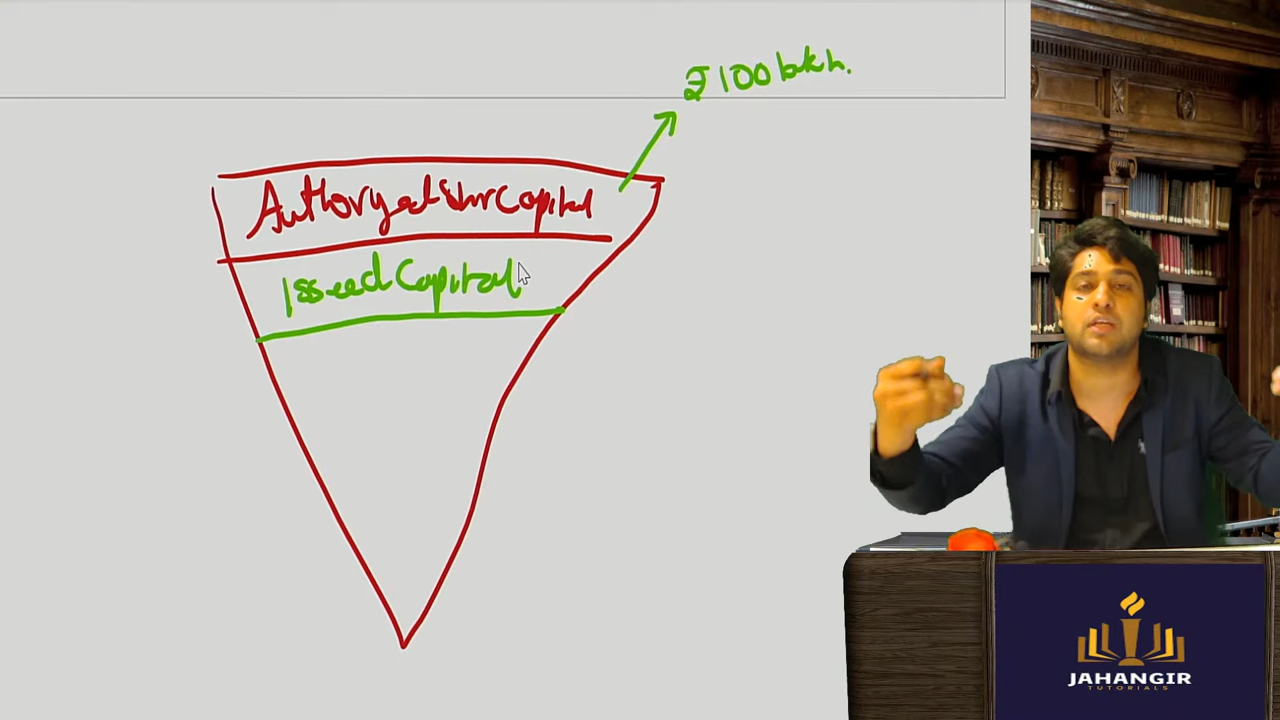 ₹100 lakh.
Authorized Share Capital
Issued Capital
JAHANGIR
TUTORIALS